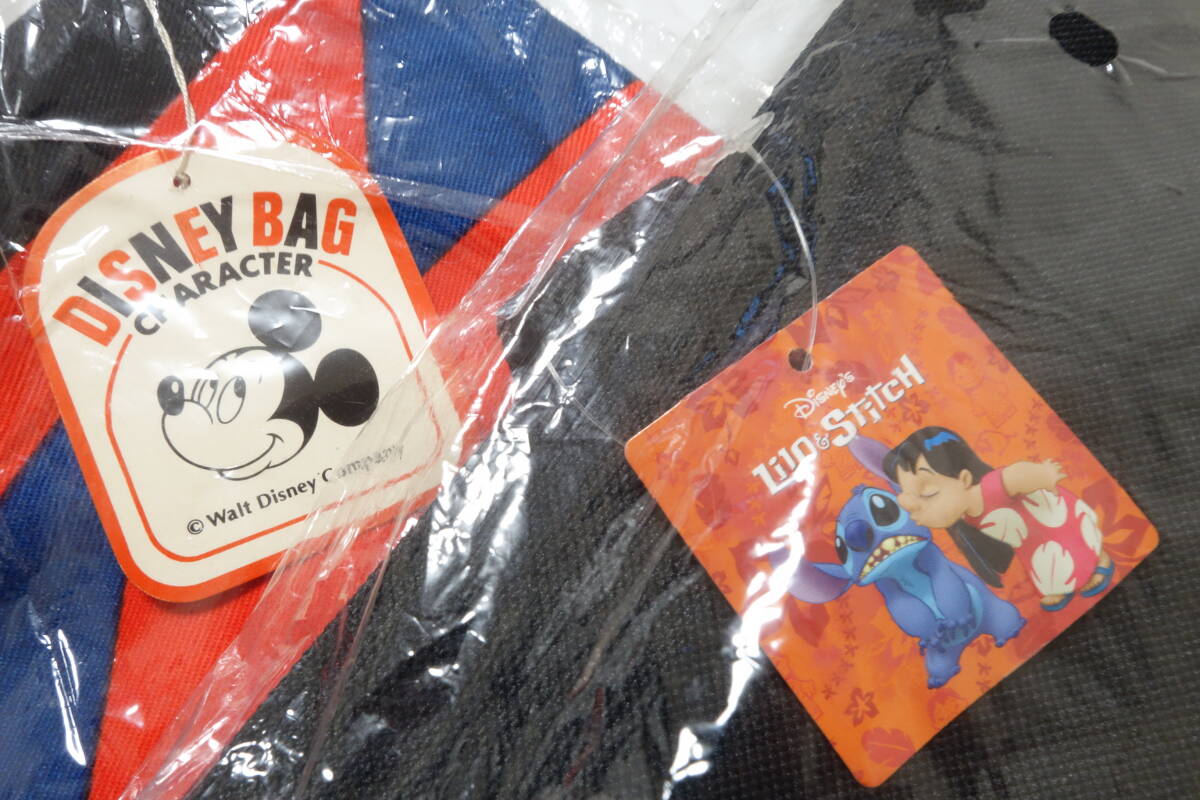 DISNEY BAG
CHARACTER
© Walt Disney Company
Disney's
Lilo & Stitch